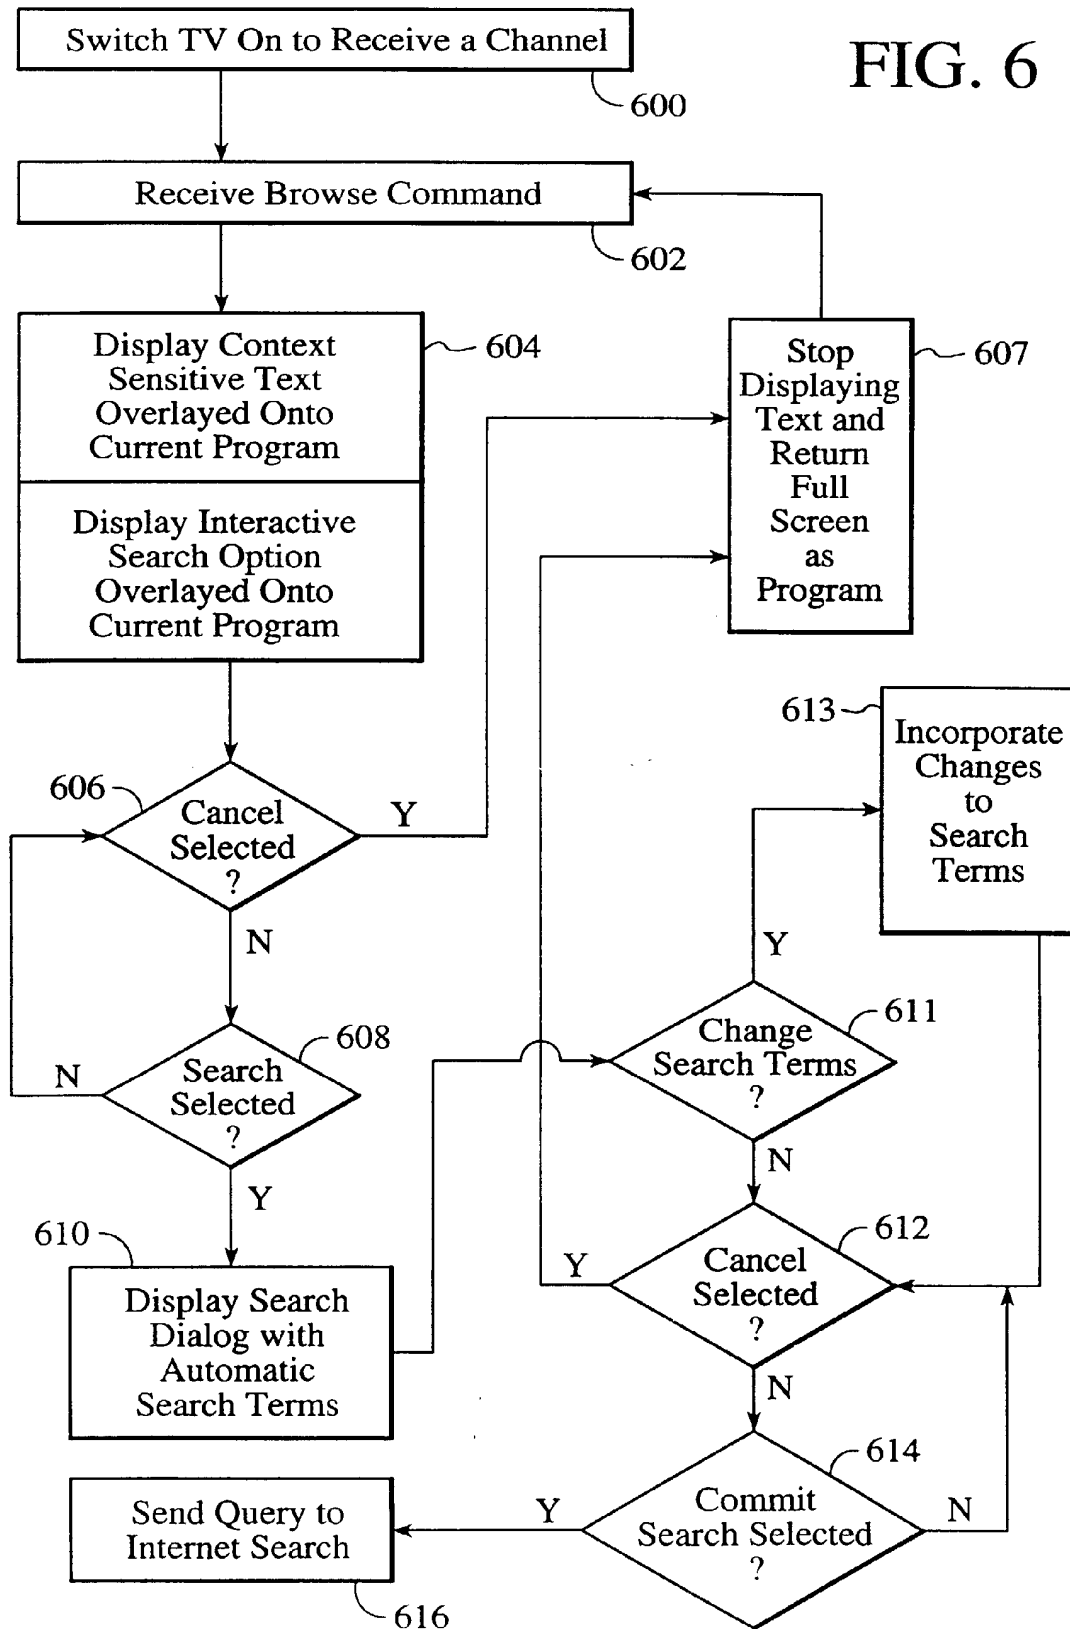 FIG. 6
Switch TV On to Receive a Channel
600
Receive Browse Command
602
Display Context
Sensitive Text
Overlayed Onto
Current Program
604
Display Interactive
Search Option
Overlayed Onto
Current Program
Stop
Displaying
Text and
Return
Full
Screen
as
Program
607
606
Cancel
Selected
?
Y
N
613
Incorporate
Changes
to
Search
Terms
608
Search
Selected
?
N
Y
611
Change
Search Terms
?
Y
N
610
Display Search
Dialog with
Automatic
Search Terms
612
Cancel
Selected
?
Y
N
614
Commit
Search Selected
?
Y
N
Send Query to
Internet Search
616